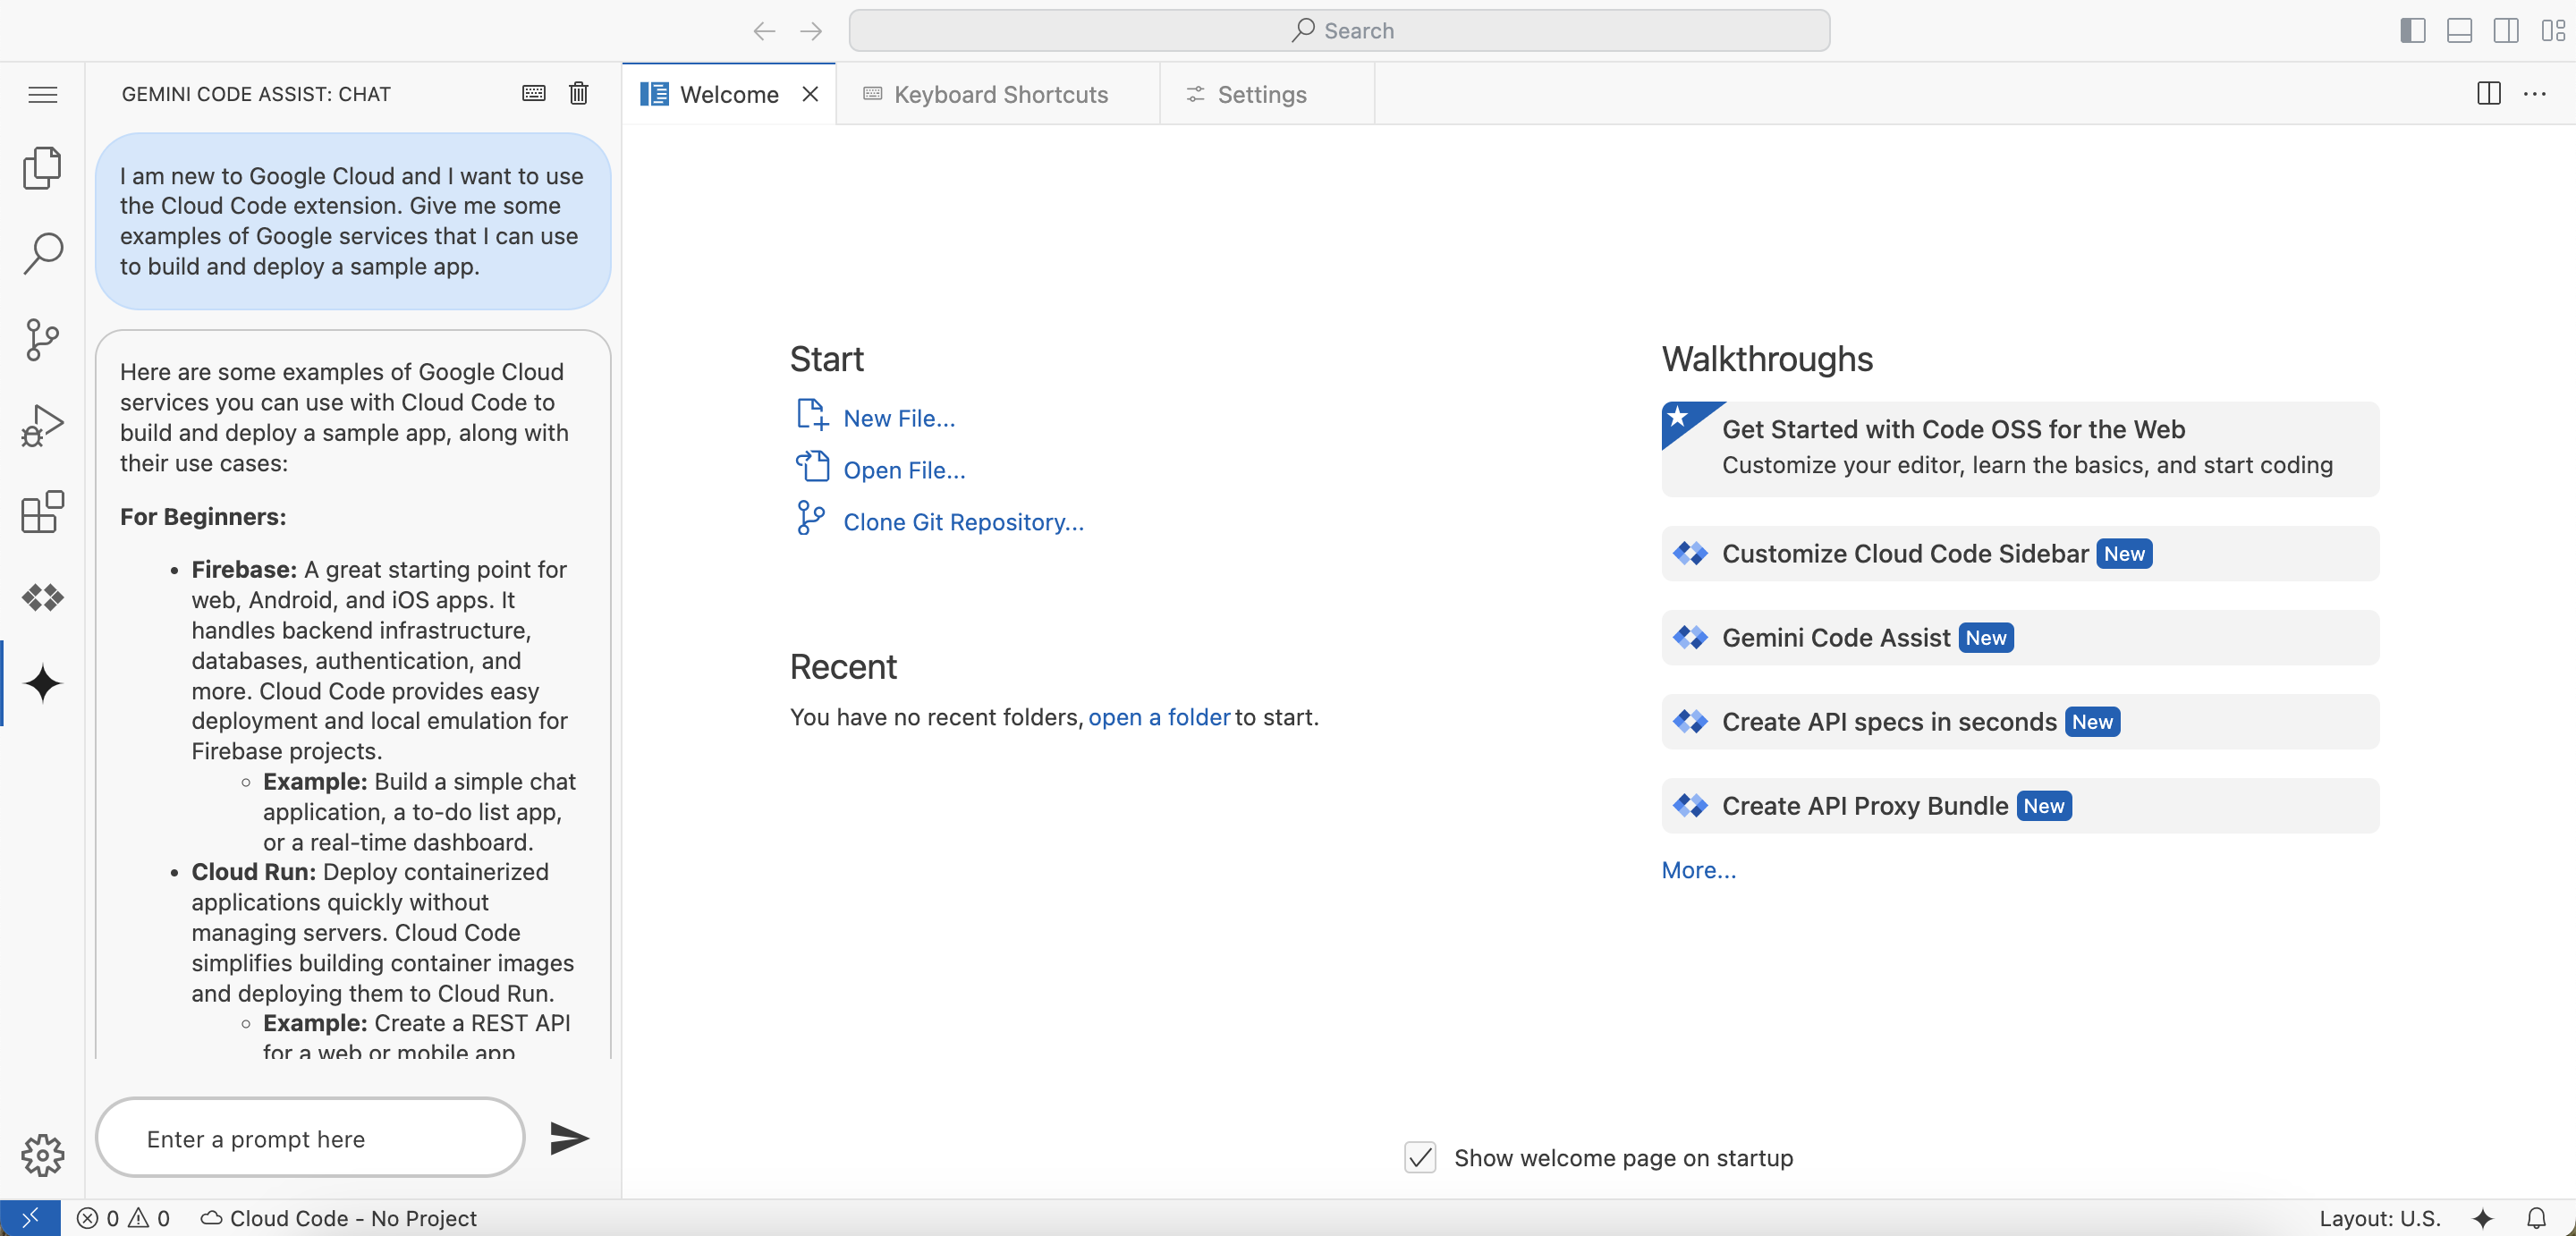 Search
GEMINI CODE ASSIST: CHAT
Welcome
Keyboard Shortcuts
Settings
I am new to Google Cloud and I want to use
the Cloud Code extension. Give me some
examples of Google services that I can use
to build and deploy a sample app.
Here are some examples of Google Cloud
services you can use with Cloud Code to
build and deploy a sample app, along with
their use cases:
For Beginners:
• Firebase: A great starting point for
web, Android, and iOS apps. It
handles backend infrastructure,
databases, authentication, and
more. Cloud Code provides easy
deployment and local emulation for
Firebase projects.
◦ Example: Build a simple chat
application, a to-do list app,
or a real-time dashboard.
• Cloud Run: Deploy containerized
applications quickly without
managing servers. Cloud Code
simplifies building container images
and deploying them to Cloud Run.
◦ Example: Create a REST API
for a web or mobile app
Enter a prompt here
Start
New File...
Open File...
Clone Git Repository...
Recent
You have no recent folders, open a folder to start.
Walkthroughs
Get Started with Code OSS for the Web
Customize your editor, learn the basics, and start coding
Customize Cloud Code Sidebar New
Gemini Code Assist New
Create API specs in seconds New
Create API Proxy Bundle New
More...
Show welcome page on startup
0 0 Cloud Code - No Project
Layout: U.S.